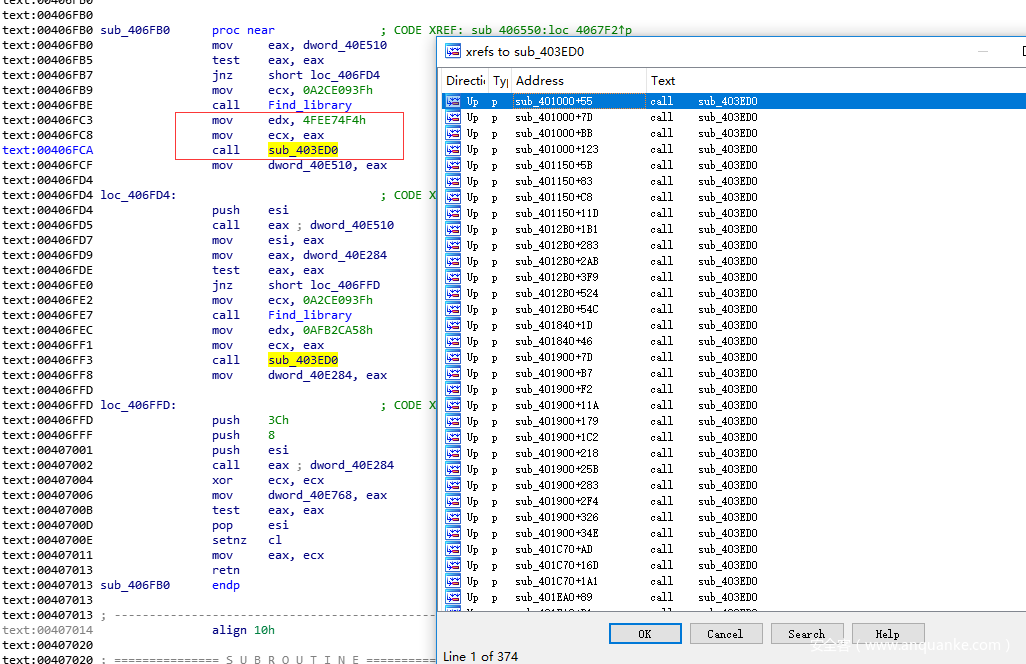 text:00406FB0
text:00406FB0
text:00406FB0 sub_406FB0 proc near ; CODE XREF: sub_406550:loc_4067F2↑p
text:00406FB0 mov eax, dword_40E510
text:00406FB5 test eax, eax
text:00406FB7 jnz short loc_406FD4
text:00406FB9 mov ecx, 0A2CE093Fh
text:00406FBE call Find_library
text:00406FC3 mov edx, 4FEE74F4h
text:00406FC8 mov ecx, eax
text:00406FCA call sub_403ED0
text:00406FCF mov dword_40E510, eax
text:00406FD4
text:00406FD4 loc_406FD4: ; CODE X
text:00406FD4 push esi
text:00406FD5 call eax ; dword_40E510
text:00406FD7 mov esi, eax
text:00406FD9 mov eax, dword_40E284
text:00406FDE test eax, eax
text:00406FE0 jnz short loc_406FFD
text:00406FE2 mov ecx, 0A2CE093Fh
text:00406FE7 call Find_library
text:00406FEC mov edx, 0AFB2CA58h
text:00406FF1 mov ecx, eax
text:00406FF3 call sub_403ED0
text:00406FF8 mov dword_40E284, eax
text:00406FFD
text:00406FFD loc_406FFD: ; CODE X
text:00406FFD push 3Ch
text:00406FFF push 8
text:00407001 push esi
text:00407002 call eax ; dword_40E284
text:00407004 xor ecx, ecx
text:00407006 mov dword_40E768, eax
text:0040700B test eax, eax
text:0040700D pop esi
text:0040700E setnz cl
text:00407011 mov eax, ecx
text:00407013 retn
text:00407013 sub_406FB0 endp
text:00407013
text:00407013 ; ---------------------------------------------
text:00407014 align 10h
text:00407020
text:00407020 ; =============== S U B R O U T I N E =========
xrefs to sub_403ED0
Directi Ty Address Text
Up p sub_401000+55 call sub_403ED0
Up p sub_401000+7D call sub_403ED0
Up p sub_401000+BB call sub_403ED0
Up p sub_401000+123 call sub_403ED0
Up p sub_401150+5B call sub_403ED0
Up p sub_401150+83 call sub_403ED0
Up p sub_401150+C8 call sub_403ED0
Up p sub_401150+11D call sub_403ED0
Up p sub_4012B0+1B1 call sub_403ED0
Up p sub_4012B0+283 call sub_403ED0
Up p sub_4012B0+2AB call sub_403ED0
Up p sub_4012B0+3F9 call sub_403ED0
Up p sub_4012B0+524 call sub_403ED0
Up p sub_4012B0+54C call sub_403ED0
Up p sub_401840+1D call sub_403ED0
Up p sub_401840+46 call sub_403ED0
Up p sub_401900+7D call sub_403ED0
Up p sub_401900+B7 call sub_403ED0
Up p sub_401900+F2 call sub_403ED0
Up p sub_401900+11A call sub_403ED0
Up p sub_401900+179 call sub_403ED0
Up p sub_401900+1C2 call sub_403ED0
Up p sub_401900+218 call sub_403ED0
Up p sub_401900+25B call sub_403ED0
Up p sub_401900+283 call sub_403ED0
Up p sub_401900+2F4 call sub_403ED0
Up p sub_401900+326 call sub_403ED0
Up p sub_401900+34E call sub_403ED0
Up p sub_401C70+AD call sub_403ED0
Up p sub_401C70+16D call sub_403ED0
Up p sub_401C70+1A1 call sub_403ED0
Up p sub_401EA0+89 call sub_403ED0
OK Cancel Search Help
Line 1 of 374
安全客 ( www.anquanke.com )